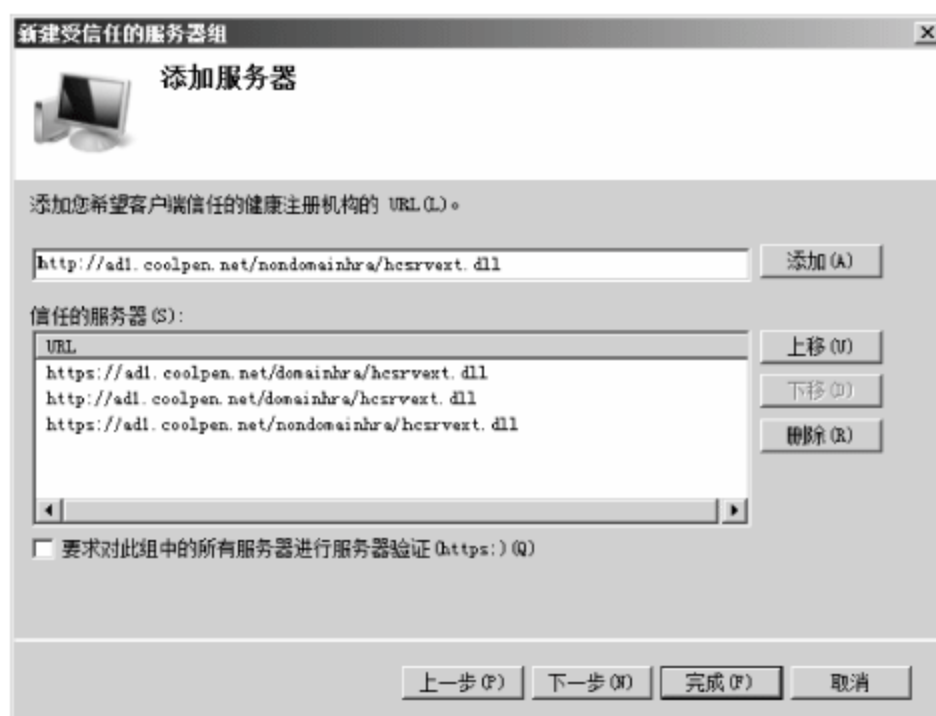 新建受信任的服务器组
添加服务器
添加您希望客户端信任的健康注册机构的 URL(L)。
http://ad1.coolpen.net/nondomainhra/hcsrvext.dll
添加(A)
信任的服务器(S):
URL
上移(U)
https://ad1.coolpen.net/domainhra/hcsrvext.dll
http://ad1.coolpen.net/domainhra/hcsrvext.dll
下移(D)
https://ad1.coolpen.net/nondomainhra/hcsrvext.dll
删除(R)
要求对此组中的所有服务器进行服务器验证(https:)(Q)
上一步(P)
下一步(N)
完成(F)
取消